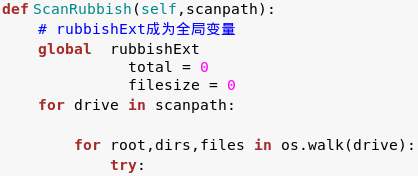 def ScanRubbish(self,scanpath):
    # rubbishExt成为全局变量
    global  rubbishExt
              total = 0
              filesize = 0
    for drive in scanpath:
        for root,dirs,files in os.walk(drive):
            try: